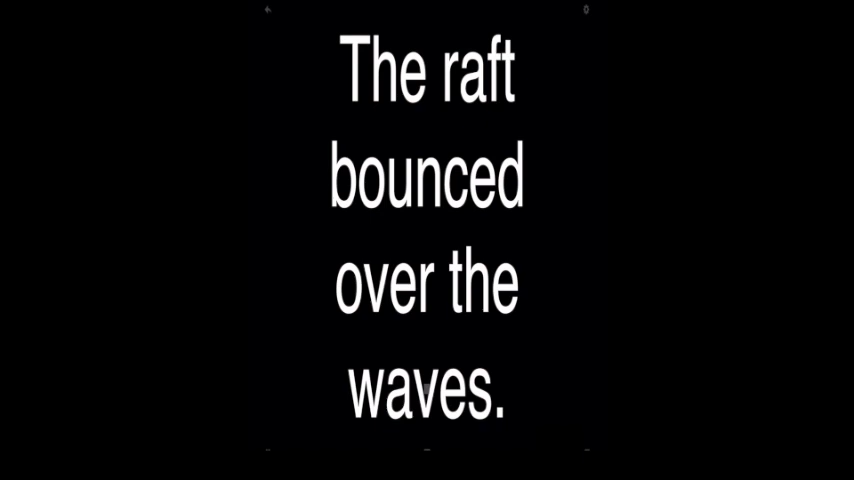 The raft
bounced
over the
waves.